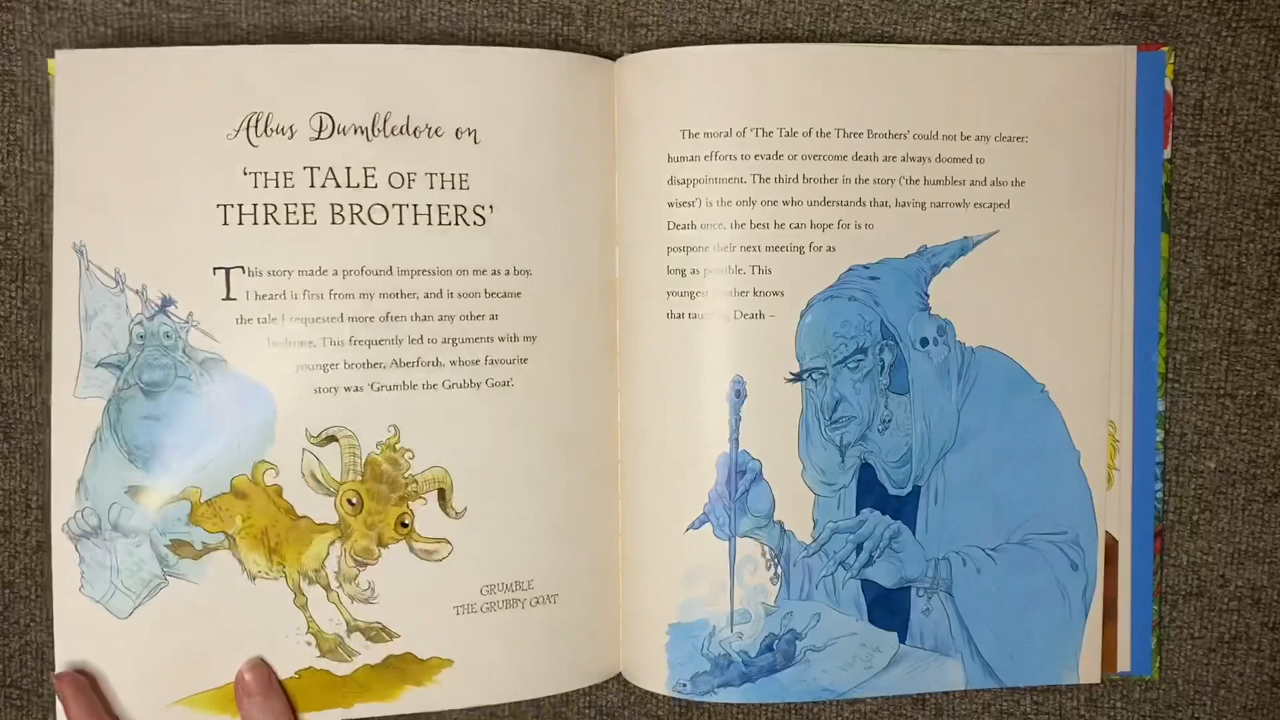 Albus Dumbledore on
‘THE TALE OF THE
THREE BROTHERS’
This story made a profound impression on me as a boy.
I heard it first from my mother, and it soon became
the tale I requested more often than any other at
bedtime. This frequently led to arguments with my
younger brother, Aberforth, whose favourite
story was ‘Grumble the Grubby Goat’.
GRUMBLE
THE GRUBBY GOAT
The moral of ‘The Tale of the Three Brothers’ could not be any clearer:
human efforts to evade or overcome death are always doomed to
disappointment. The third brother in the story (‘the humblest and also the
wisest’) is the only one who understands that, having narrowly escaped
Death once, the best he can hope for is to
postpone their next meeting for as
long as possible. This
youngest brother knows
that taunting Death –